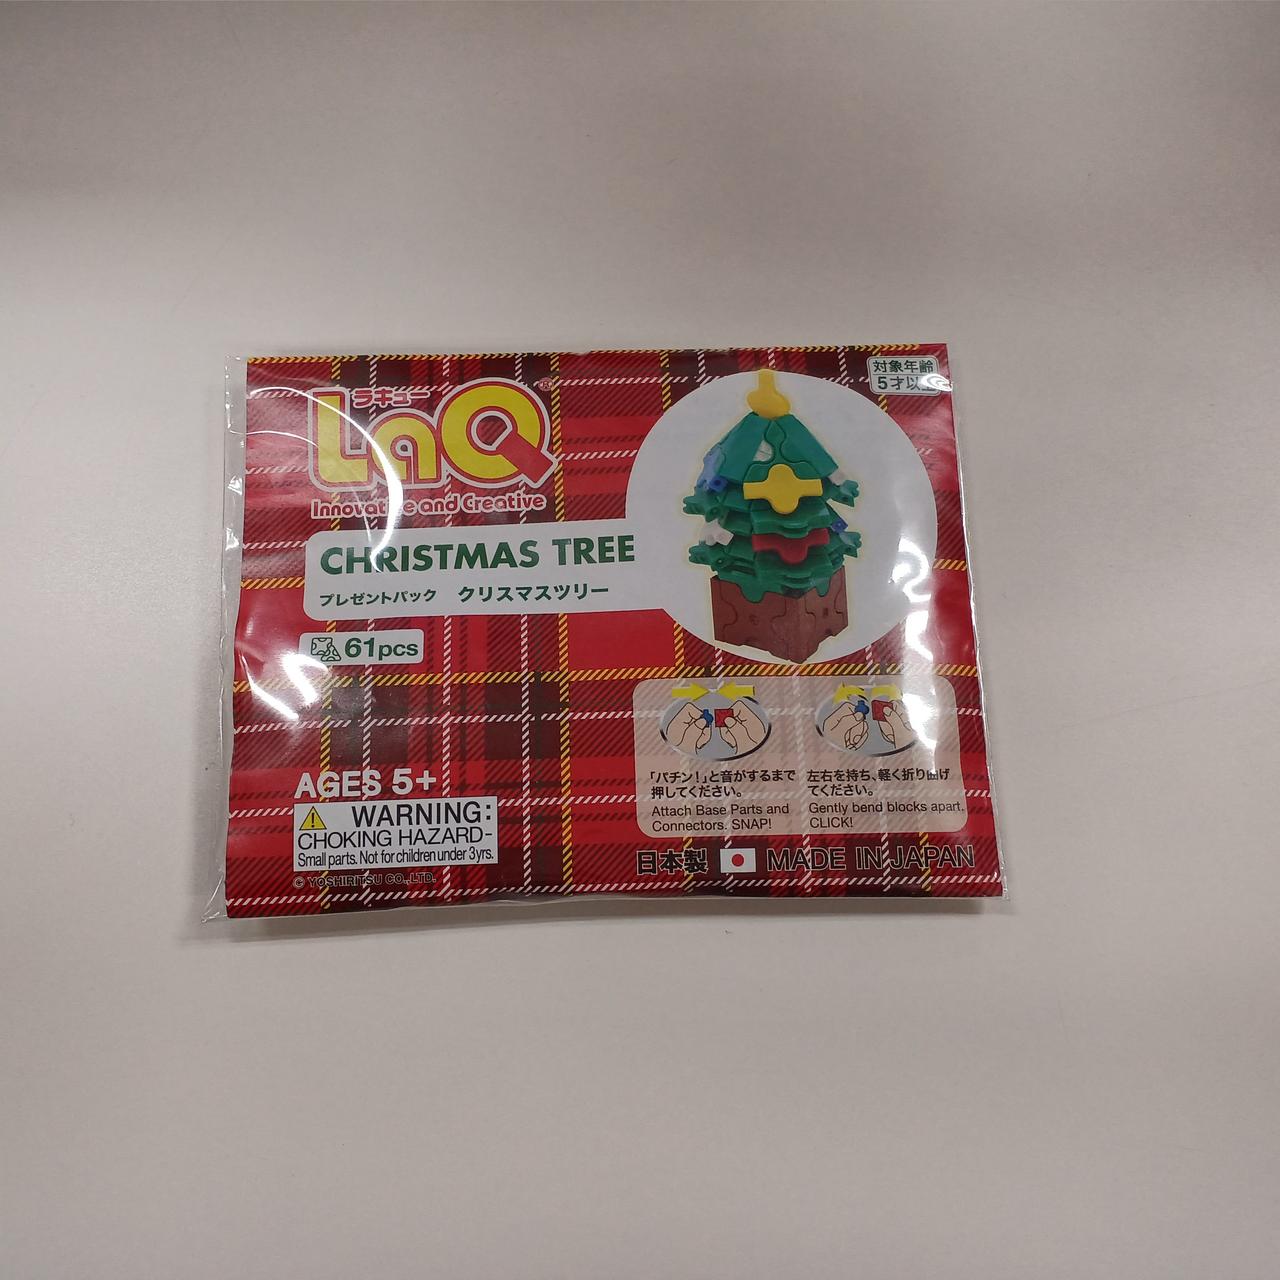 ラキュー
LaQ®
Innovative and Creative
対象年齢
5才以上
CHRISTMAS TREE
プレゼントパック クリスマスツリー
61pcs
AGES 5+
WARNING:
CHOKING HAZARD-
Small parts. Not for children under 3yrs.
© YOSHIRITSU CO.,LTD.
「パチン!」と音がするまで
押してください。
Attach Base Parts and
Connectors. SNAP!
左右を持ち、軽く折り曲げ
てください。
Gently bend blocks apart.
CLICK!
日本製 MADE IN JAPAN